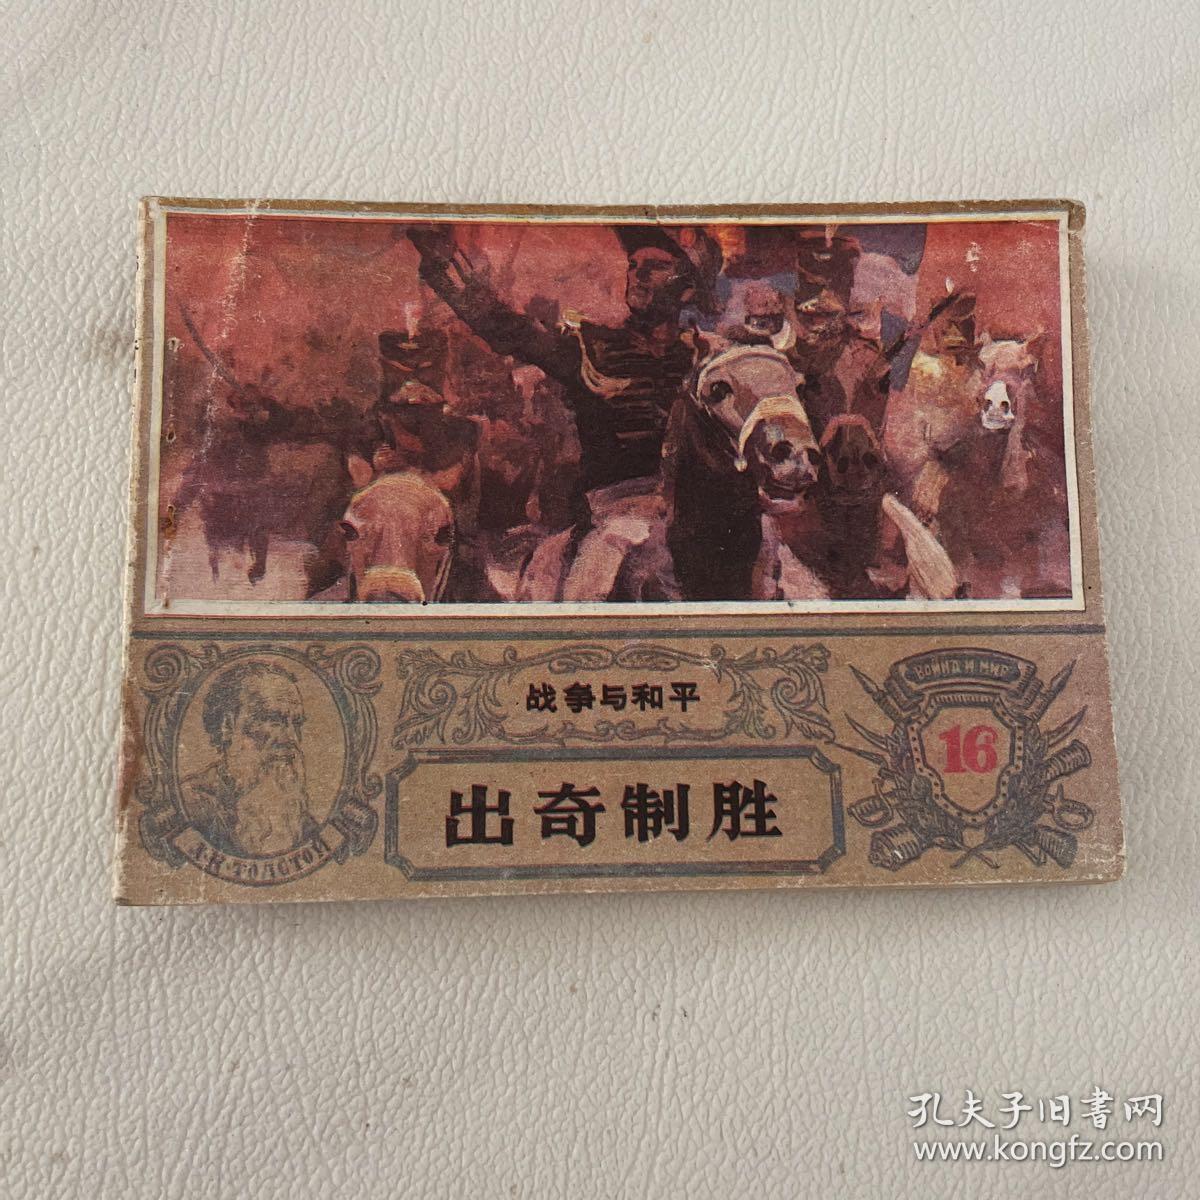 战争与和平
出奇制胜
Л·Н·ТОЛСТОЙ
ВОЙНА И МИР
16
孔夫子旧書网
www.kongfz.com